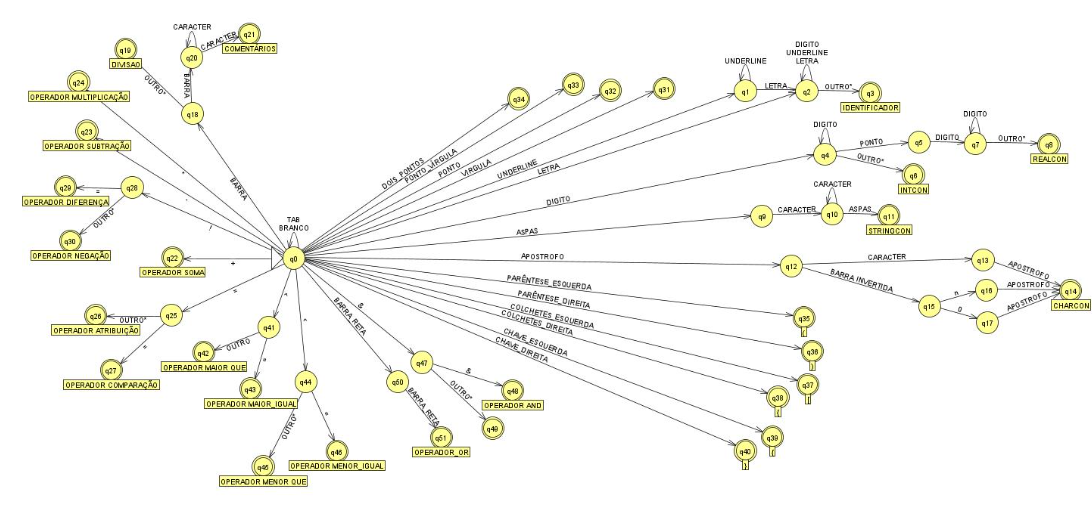 CARACTER
q20
CARACTER
q21
COMENTÁRIOS
q19
DIVISAO
OUTRO*
BARRA
q18
q24
OPERADOR MULTIPLICAÇÃO
q23
OPERADOR SUBTRAÇÃO
q29
OPERADOR DIFERENÇA
=
q28
OUTRO*
q30
OPERADOR NEGAÇÃO
BARRA
q22
OPERADOR SOMA
+
TAB
BRANCO
q0
q34
q33
q32
q31
DOIS_PONTOS
PONTO_VIRGULA
PONTO
VIRGULA
UNDERLINE
LETRA
DIGITO
ASPAS
APOSTROFO
UNDERLINE
q1
LETRA
DIGITO
UNDERLINE
LETRA
q2
OUTRO*
q3
IDENTIFICADOR
DIGITO
q4
PONTO
q5
DIGITO
DIGITO
q7
OUTRO*
q8
REALCON
OUTRO*
q6
INTCON
q9
CARACTER
CARACTER
q10
ASPAS
q11
STRINGCON
q12
CARACTER
q13
APOSTROFO
BARRA INVERTIDA
q15
n
q16
APOSTROFO
0
q17
APOSTROFO
q14
CHARCON
PARÊNTESE_ESQUERDA
PARÊNTESE_DIREITA
COLCHETES_ESQUERDA
COLCHETES_DIREITA
CHAVE_ESQUERDA
CHAVE_DIREITA
q35
(
q36
q37
q38
q39
q40
=
q25
OUTRO*
q26
OPERADOR ATRIBUIÇÃO
=
q27
OPERADOR COMPARAÇÃO
q41
OUTRO
q42
OPERADOR MAIOR QUE
q43
OPERADOR MAIOR_IGUAL
q44
OUTRO*
q45
OPERADOR MENOR QUE
q46
OPERADOR MENOR_IGUAL
BARRA_RETA
q50
BARRA_RETA
q51
OPERADOR_OR
&
q47
&
q48
OPERADOR AND
OUTRO*
q49